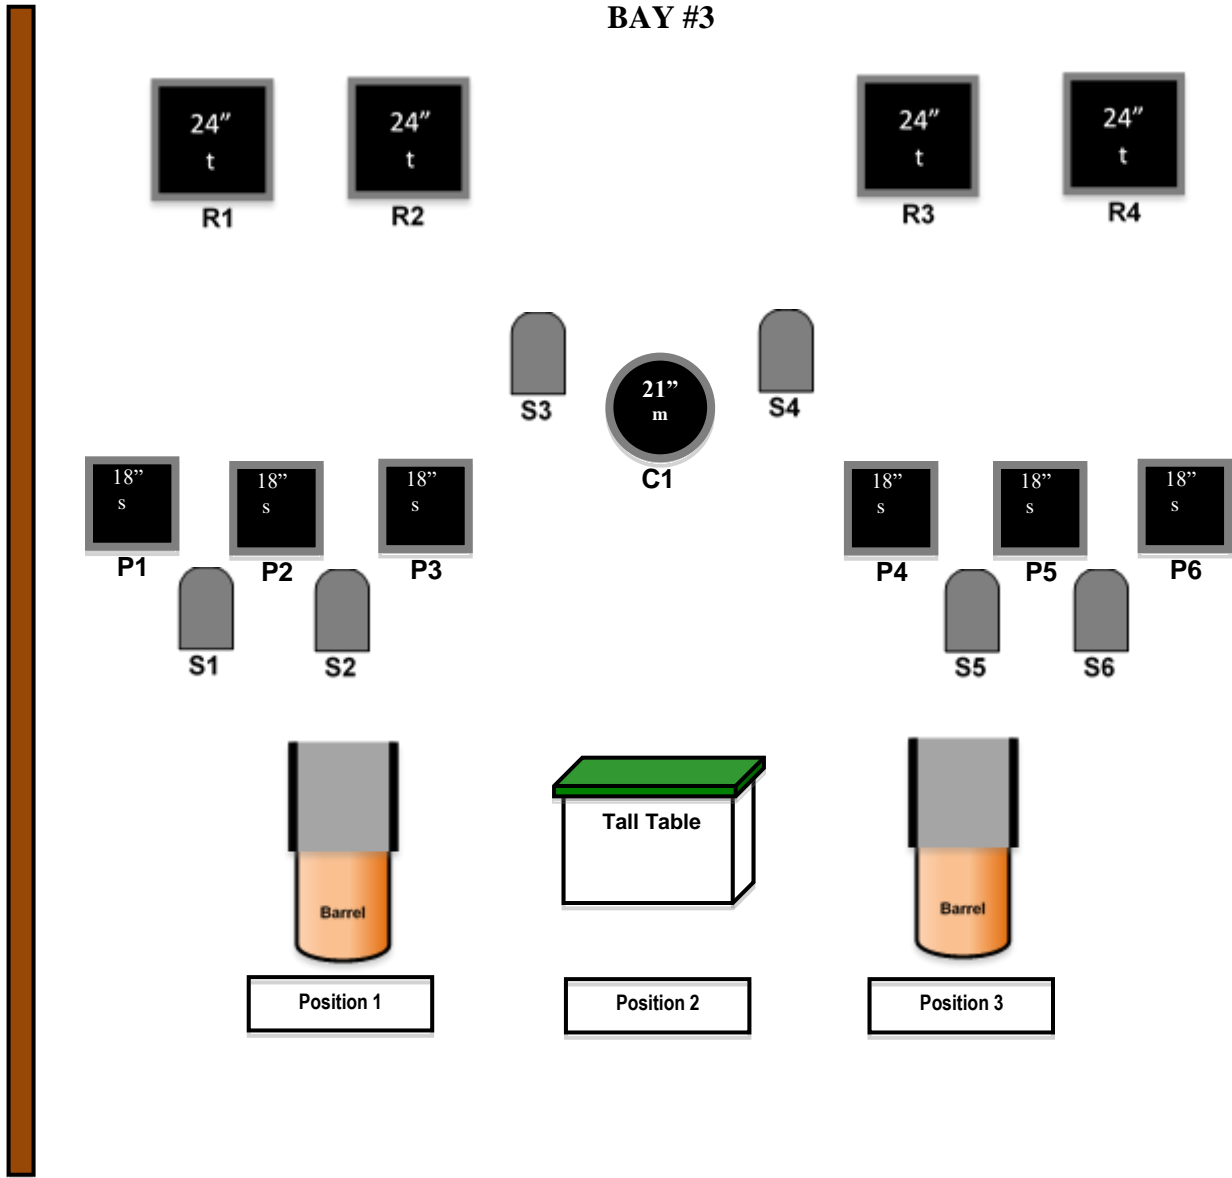 BAY #3
24”
t
R1
24”
t
R2
24”
t
R3
24”
t
R4
S3
21”
m
C1
S4
18”
s
P1
18”
s
P2
18”
s
P3
18”
s
P4
18”
s
P5
18”
s
P6
S1
S2
S5
S6
Barrel
Tall Table
Barrel
Position 1
Position 2
Position 3